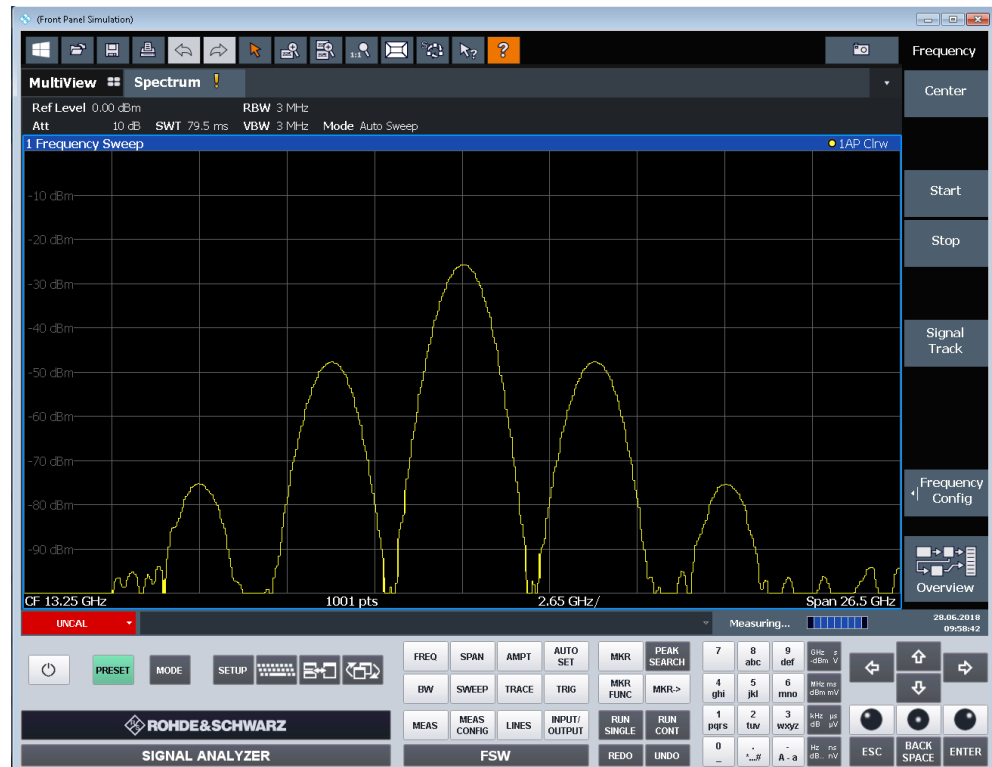 (Front Panel Simulation)
1:1
?
?
Frequency
MultiView Spectrum !
Center
Ref Level 0.00 dBm RBW 3 MHz
Att 10 dB SWT 79.5 ms VBW 3 MHz Mode Auto Sweep
1 Frequency Sweep 1AP Clrw
-10 dBm
Start
-20 dBm
Stop
-30 dBm
-40 dBm
Signal
Track
-50 dBm
-60 dBm
-70 dBm
-80 dBm
Frequency
Config
-90 dBm
Overview
CF 13.25 GHz 1001 pts 2.65 GHz/ Span 26.5 GHz
UNCAL Measuring... 28.06.2018
09:58:42
PRESET MODE SETUP
FREQ SPAN AMPT AUTO SET MKR PEAK SEARCH
BW SWEEP TRACE TRIG MKR FUNC MKR->
MEAS MEAS CONFIG LINES INPUT/ OUTPUT RUN SINGLE RUN CONT
REDO UNDO
7 8 abc 9 def GHz s -dBm V
4 ghi 5 jkl 6 mno MHz ms dBm mV
1 pqrs 2 tuv 3 wxyz kHz µs dB µV
0 _ . *...# - A - a Hz ns dB.. nV
ESC BACK SPACE ENTER
ROHDE&SCHWARZ
SIGNAL ANALYZER FSW